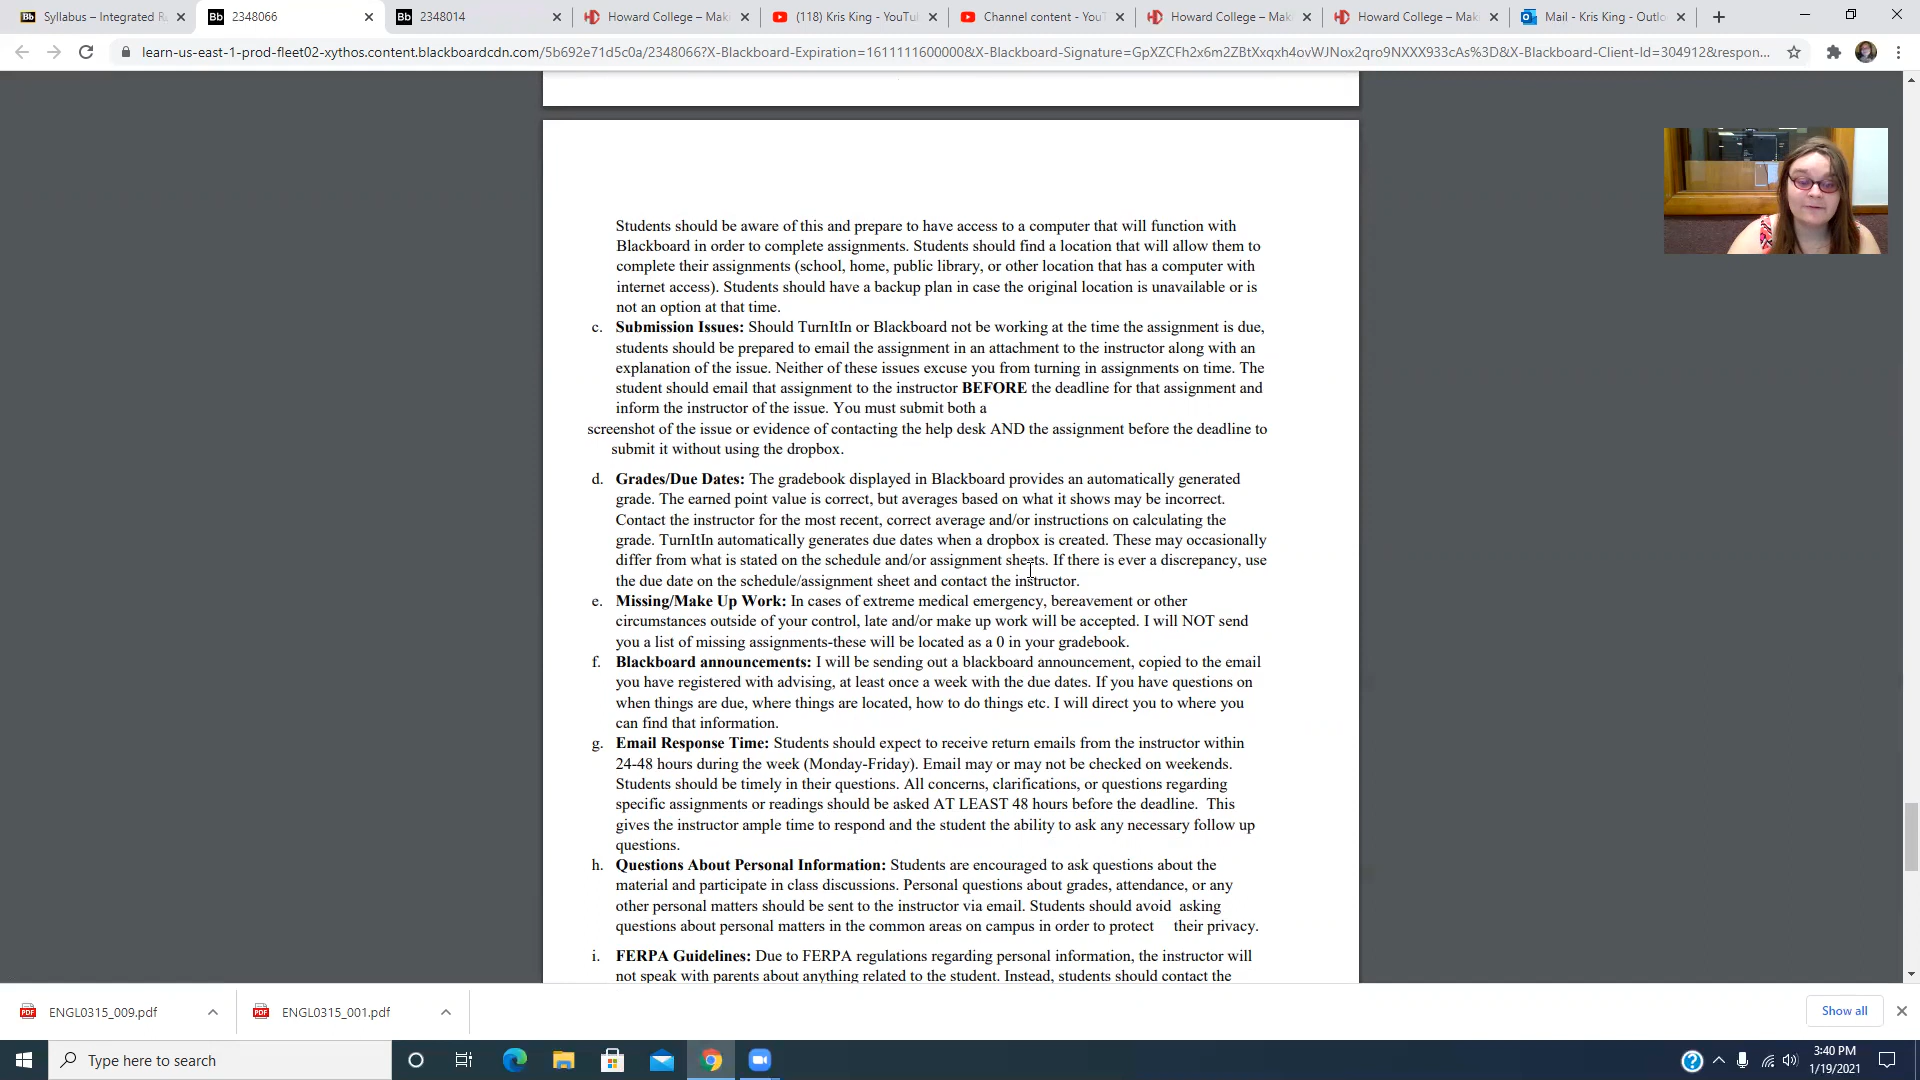 Syllabus – Integrated R
2348066
2348014
Howard College – Mak
(118) Kris King - YouTu
Channel content - YouT
Howard College – Mak
Howard College – Mak
Mail - Kris King - Outlo
learn-us-east-1-prod-fleet02-xythos.content.blackboardcdn.com/5b692e71d5c0a/2348066?X-Blackboard-Expiration=1611111600000&X-Blackboard-Signature=GpXZCFh2x6m2ZBtXxqxh4ovWJNox2qro9NXXX933cAs%3D&X-Blackboard-Client-Id=304912&respon...
Students should be aware of this and prepare to have access to a computer that will function with
Blackboard in order to complete assignments. Students should find a location that will allow them to
complete their assignments (school, home, public library, or other location that has a computer with
internet access). Students should have a backup plan in case the original location is unavailable or is
not an option at that time.
c. Submission Issues: Should TurnItIn or Blackboard not be working at the time the assignment is due,
students should be prepared to email the assignment in an attachment to the instructor along with an
explanation of the issue. Neither of these issues excuse you from turning in assignments on time. The
student should email that assignment to the instructor BEFORE the deadline for that assignment and
inform the instructor of the issue. You must submit both a
screenshot of the issue or evidence of contacting the help desk AND the assignment before the deadline to
submit it without using the dropbox.
d. Grades/Due Dates: The gradebook displayed in Blackboard provides an automatically generated
grade. The earned point value is correct, but averages based on what it shows may be incorrect.
Contact the instructor for the most recent, correct average and/or instructions on calculating the
grade. TurnItIn automatically generates due dates when a dropbox is created. These may occasionally
differ from what is stated on the schedule and/or assignment sheets. If there is ever a discrepancy, use
the due date on the schedule/assignment sheet and contact the instructor.
e. Missing/Make Up Work: In cases of extreme medical emergency, bereavement or other
circumstances outside of your control, late and/or make up work will be accepted. I will NOT send
you a list of missing assignments-these will be located as a 0 in your gradebook.
f. Blackboard announcements: I will be sending out a blackboard announcement, copied to the email
you have registered with advising, at least once a week with the due dates. If you have questions on
when things are due, where things are located, how to do things etc. I will direct you to where you
can find that information.
g. Email Response Time: Students should expect to receive return emails from the instructor within
24-48 hours during the week (Monday-Friday). Email may or may not be checked on weekends.
Students should be timely in their questions. All concerns, clarifications, or questions regarding
specific assignments or readings should be asked AT LEAST 48 hours before the deadline. This
gives the instructor ample time to respond and the student the ability to ask any necessary follow up
questions.
h. Questions About Personal Information: Students are encouraged to ask questions about the
material and participate in class discussions. Personal questions about grades, attendance, or any
other personal matters should be sent to the instructor via email. Students should avoid asking
questions about personal matters in the common areas on campus in order to protect their privacy.
i. FERPA Guidelines: Due to FERPA regulations regarding personal information, the instructor will
not speak with parents about anything related to the student. Instead, students should contact the
ENGL0315_009.pdf
ENGL0315_001.pdf
Show all
Type here to search
3:40 PM
1/19/2021